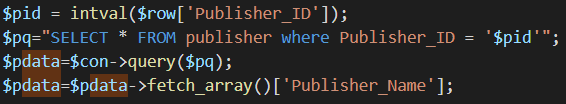 $pid = intval($row['Publisher_ID']);
$pq="SELECT * FROM publisher where Publisher_ID = '$pid'";
$pdata=$con->query($pq);
$pdata=$pdata->fetch_array()['Publisher_Name'];